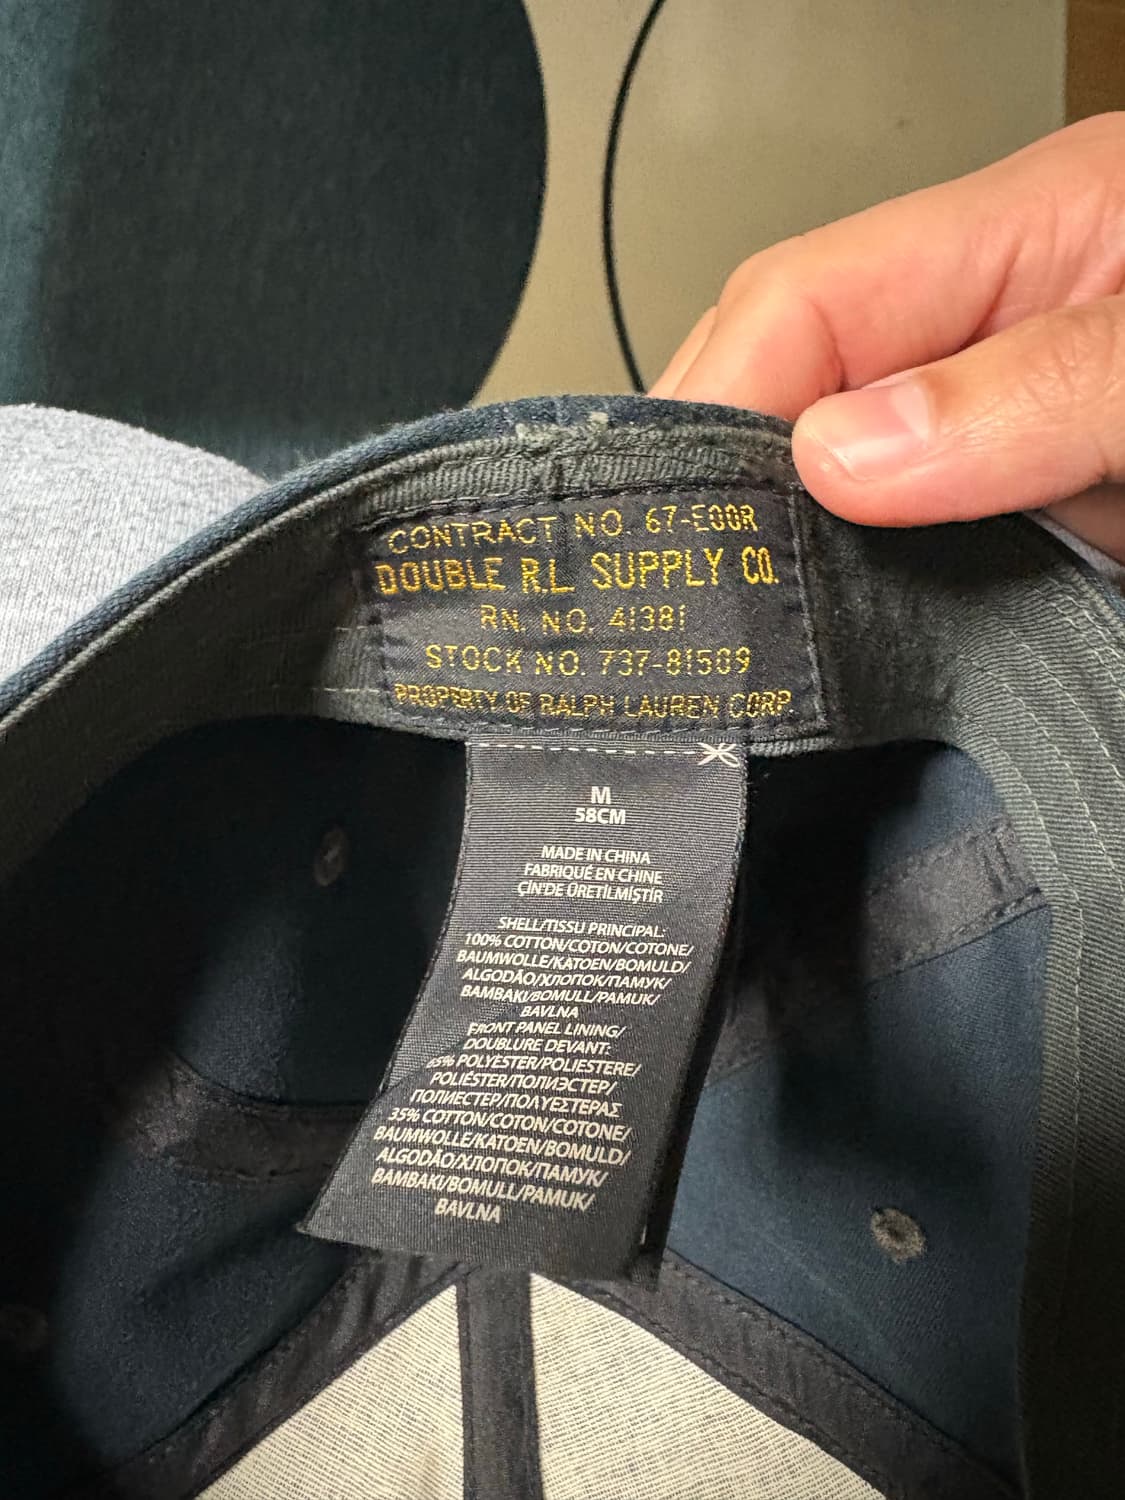 CONTRACT NO. 67-E00R
DOUBLE R.L. SUPPLY CO.
RN. NO. 41381
STOCK NO. 737-81509
PROPERTY OF RALPH LAUREN CORP.
M
58CM
MADE IN CHINA
FABRIQUÉ EN CHINE
ÇİN'DE ÜRETİLMİŞTİR
SHELL/TISSU PRINCIPAL:
100% COTTON/COTON/COTONE/
BAUMWOLLE/KATOEN/BOMULD/
ALGODÃO/ХЛОПОК/ПАМУК/
ΒΑΜΒΑΚΙ/BOMULL/PAMUK/
BAVLNA
FRONT PANEL LINING/
DOUBLURE DEVANT:
65% POLYESTER/POLIESTERE/
POLIÉSTER/ПОЛИЭСТЕР/
ПОЛИЕСТЕР/ΠΟΛΥΕΣΤΕΡΑΣ
35% COTTON/COTON/COTONE/
BAUMWOLLE/KATOEN/BOMULD/
ALGODÃO/ХЛОПОК/ПАМУК/
ΒΑΜΒΑΚΙ/BOMULL/PAMUK/
BAVLNA